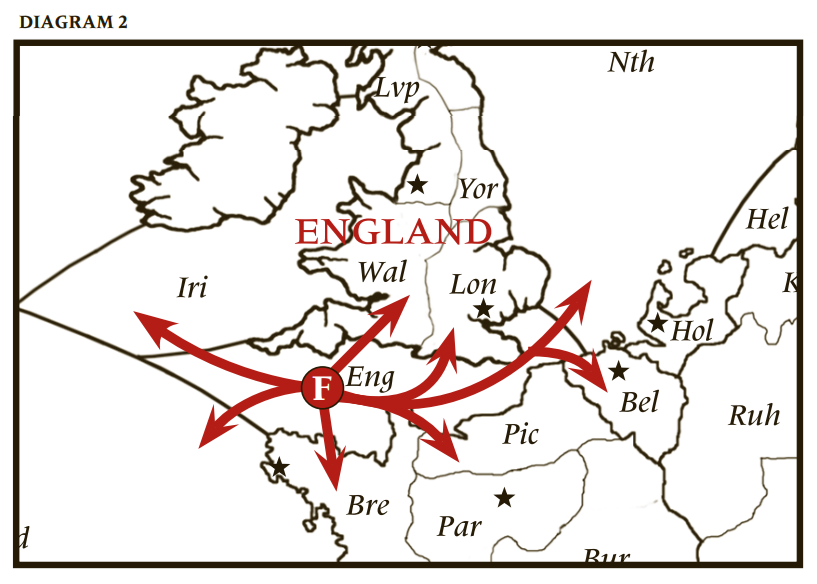 DIAGRAM 2
Nth
Lvp
Yor
Hel
ENGLAND
Wal
K
Iri
Lon
Hol
F
Eng
Bel
Ruh
Pic
Bre
Par
d
Bur